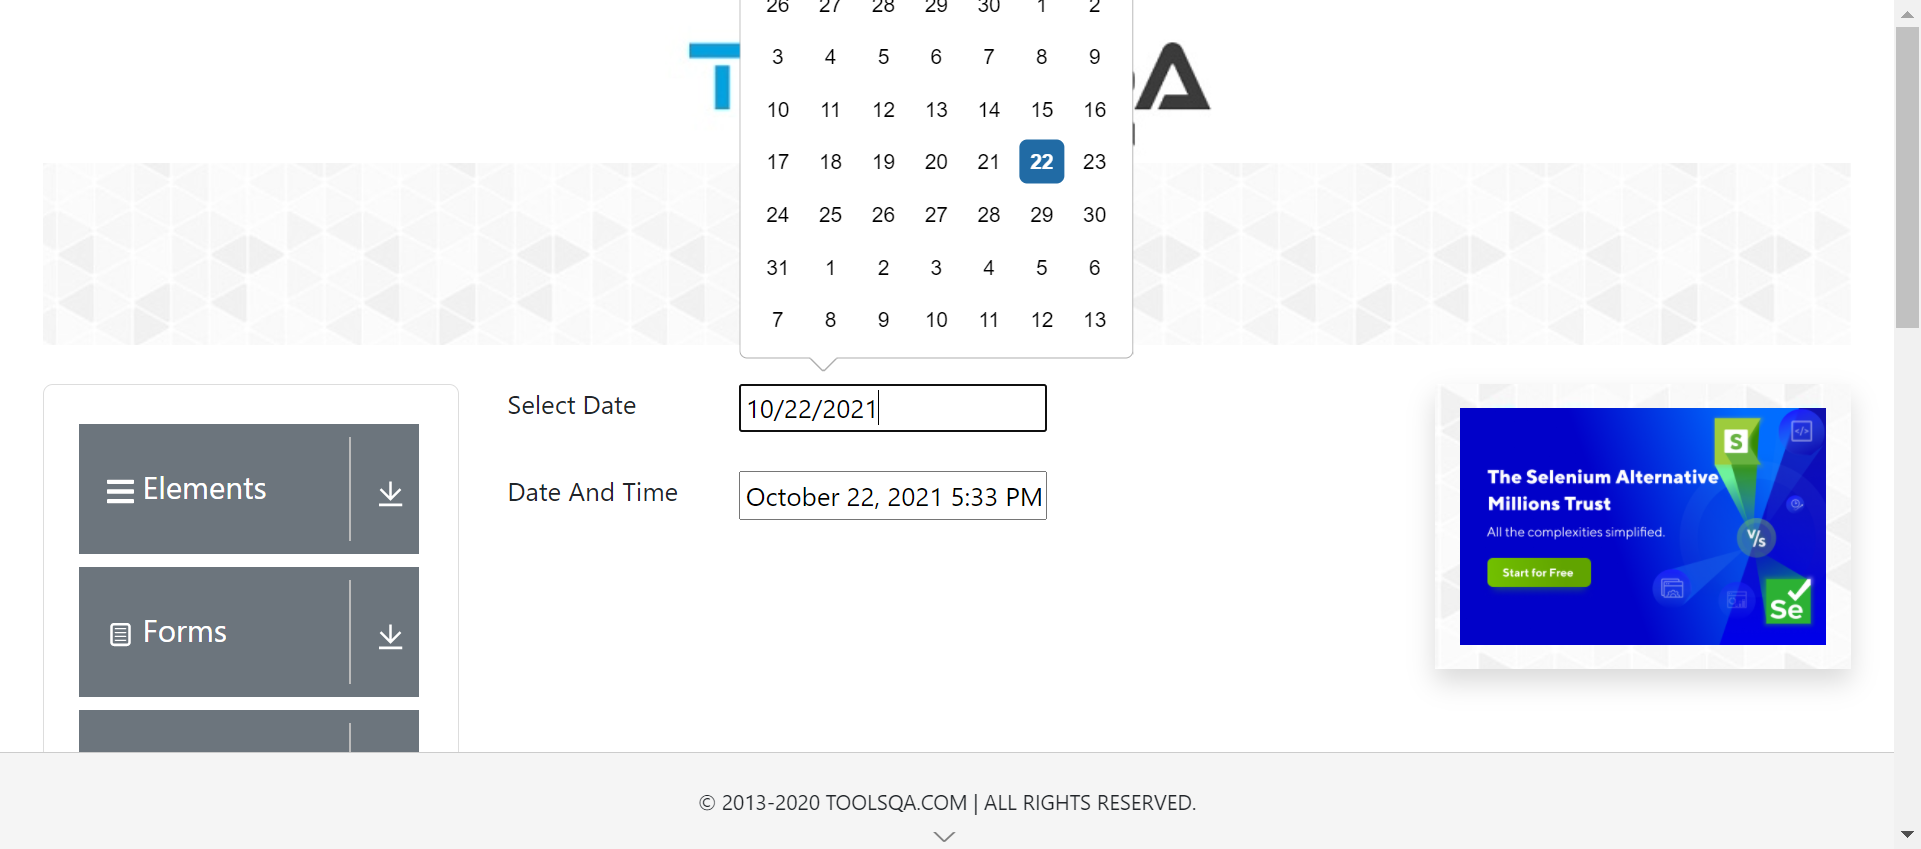 26 27 28 29 30 1 2
3 4 5 6 7 8 9
10 11 12 13 14 15 16
17 18 19 20 21 22 23
24 25 26 27 28 29 30
31 1 2 3 4 5 6
7 8 9 10 11 12 13
Select Date
10/22/2021
Date And Time
October 22, 2021 5:33 PM
Elements
Forms
The Selenium Alternative
Millions Trust
All the complexities simplified.
Start for Free
S
</>
V/s
Se
© 2013-2020 TOOLSQA.COM | ALL RIGHTS RESERVED.